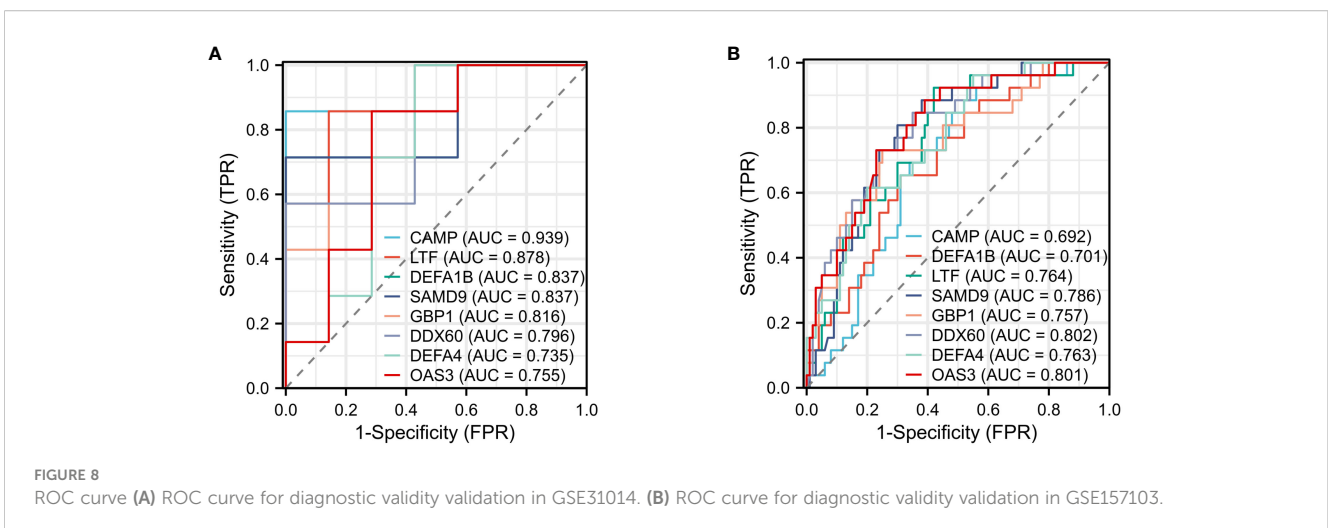 A
B
Sensitivity (TPR)
1.0
0.8
0.6
0.4
0.2
0.0
CAMP (AUC = 0.939)
LTF (AUC = 0.878)
DEFA1B (AUC = 0.837)
SAMD9 (AUC = 0.837)
GBP1 (AUC = 0.816)
DDX60 (AUC = 0.796)
DEFA4 (AUC = 0.735)
OAS3 (AUC = 0.755)
0.0 0.2 0.4 0.6 0.8 1.0
1-Specificity (FPR)
Sensitivity (TPR)
1.0
0.8
0.6
0.4
0.2
0.0
CAMP (AUC = 0.692)
DEFA1B (AUC = 0.701)
LTF (AUC = 0.764)
SAMD9 (AUC = 0.786)
GBP1 (AUC = 0.757)
DDX60 (AUC = 0.802)
DEFA4 (AUC = 0.763)
OAS3 (AUC = 0.801)
0.0 0.2 0.4 0.6 0.8 1.0
1-Specificity (FPR)
FIGURE 8
ROC curve (A) ROC curve for diagnostic validity validation in GSE31014. (B) ROC curve for diagnostic validity validation in GSE157103.